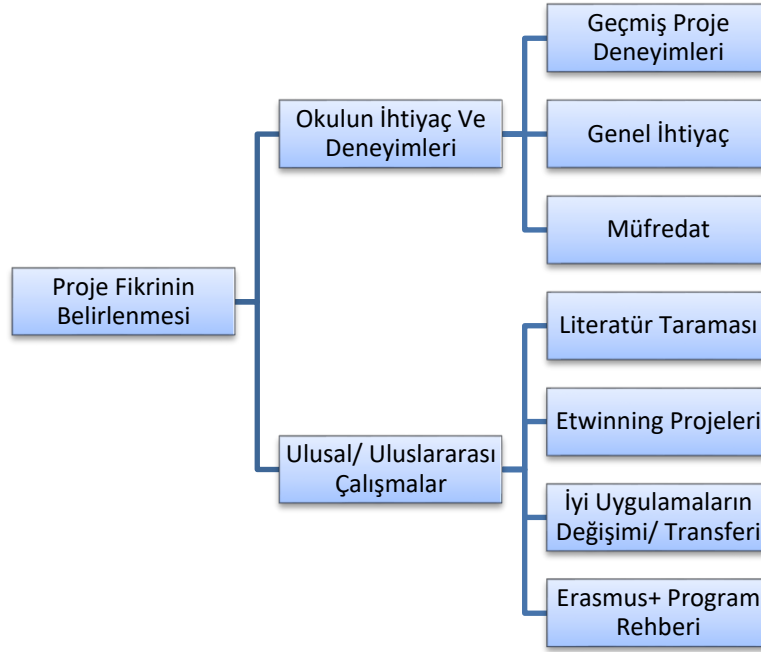 Proje Fikrinin
Belirlenmesi
Okulun İhtiyaç Ve
Deneyimleri
Geçmiş Proje
Deneyimleri
Genel İhtiyaç
Müfredat
Ulusal/ Uluslararası
Çalışmalar
Literatür Taraması
Etwinning Projeleri
İyi Uygulamaların
Değişimi/ Transferi
Erasmus+ Program
Rehberi